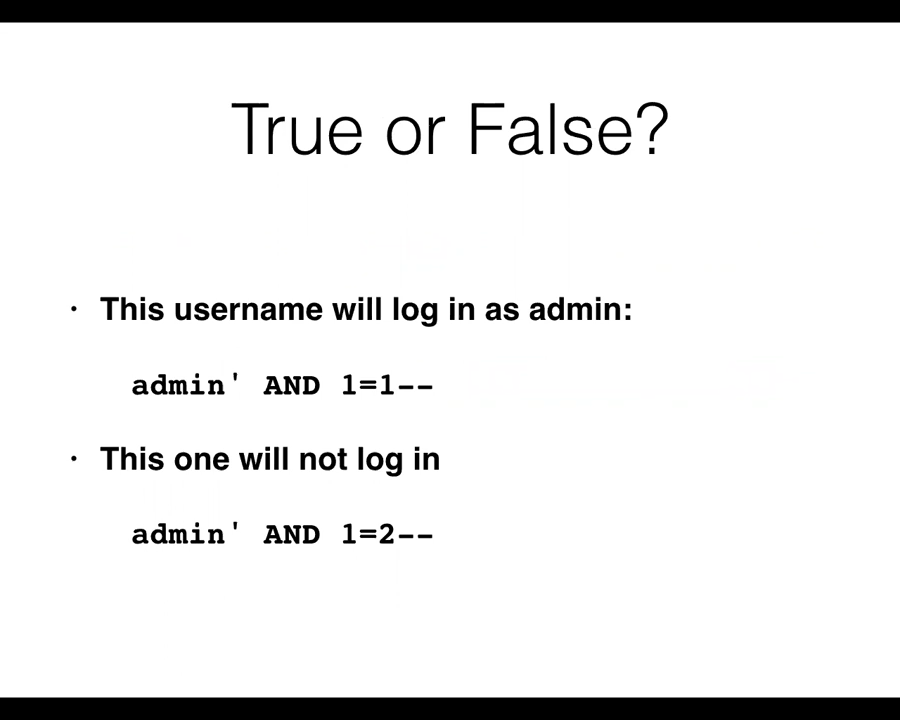 True or False?
• This username will log in as admin:
admin' AND 1=1--
• This one will not log in
admin' AND 1=2--